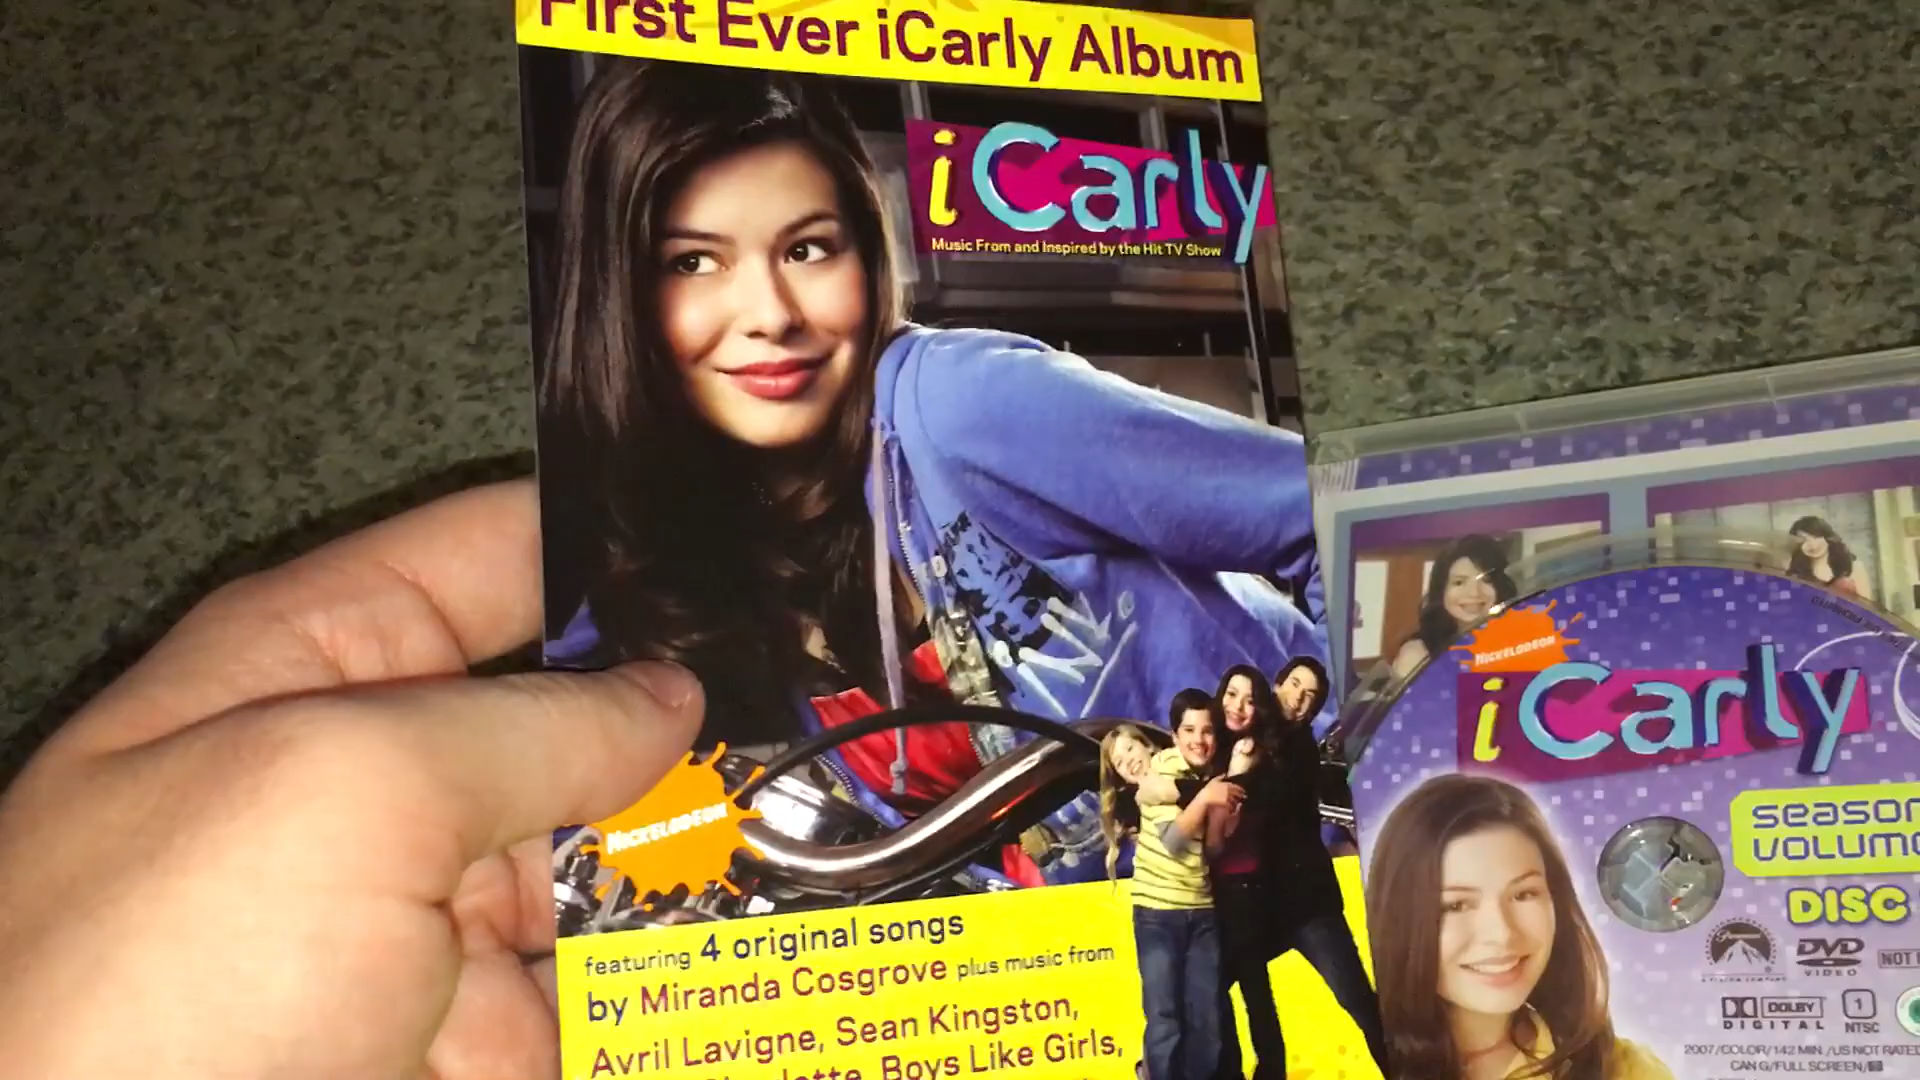 First Ever iCarly Album
iCarly
Music From and Inspired by the Hit TV Show
NICKELODEON
featuring 4 original songs
by Miranda Cosgrove plus music from
Avril Lavigne, Sean Kingston,
Boys Like Girls,
NICKELODEON
iCarly
DISC
Paramount
DVD
VIDEO
DOLBY
DIGITAL
1
NTSC
2007/COLOR/142 MIN./US NOT RATED
CAN G/FULL SCREEN/